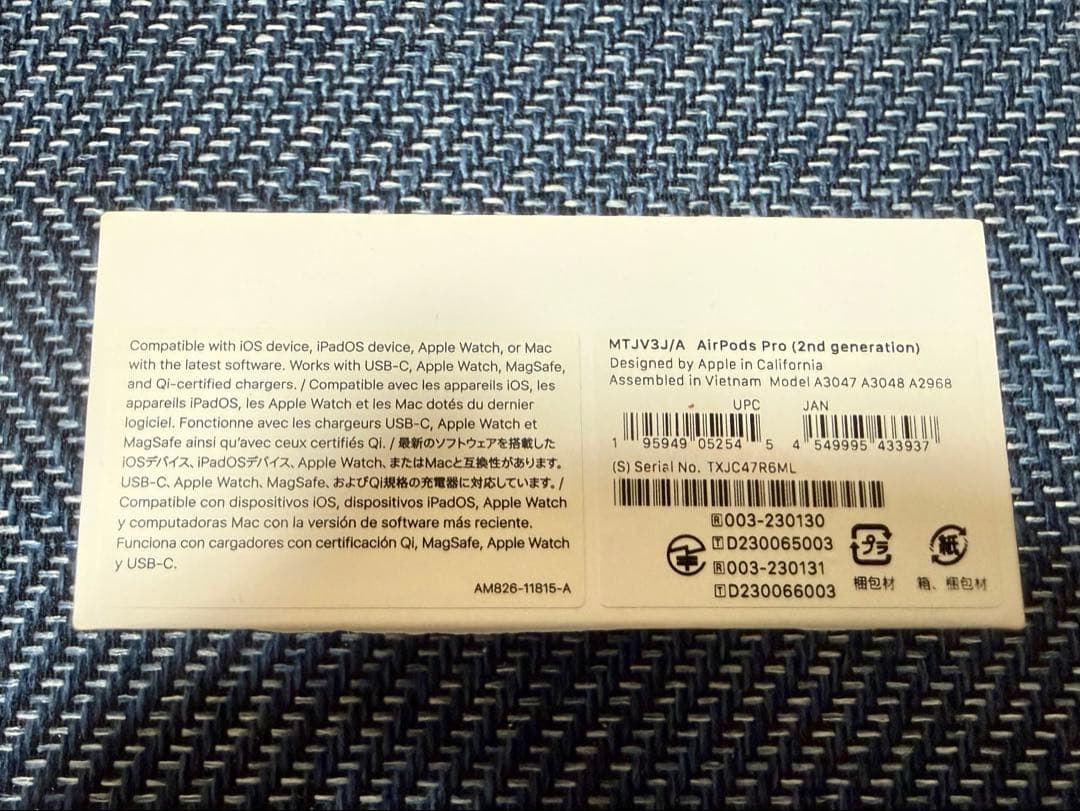 Compatible with iOS device, iPadOS device, Apple Watch, or Mac
with the latest software. Works with USB-C, Apple Watch, MagSafe,
and Qi-certified chargers. / Compatible avec les appareils iOS, les
appareils iPadOS, les Apple Watch et les Mac dotés du dernier
logiciel. Fonctionne avec les chargeurs USB-C, Apple Watch et
MagSafe ainsi qu'avec ceux certifiés Qi. / 最新のソフトウェアを搭載した
iOSデバイス、iPadOSデバイス、Apple Watch、またはMacと互換性があります。
USB-C、Apple Watch、MagSafe、およびQi規格の充電器に対応しています。/
Compatible con dispositivos iOS, dispositivos iPadOS, Apple Watch
y computadoras Mac con la versión de software más reciente.
Funciona con cargadores con certificación Qi, MagSafe, Apple Watch
y USB-C.
AM826-11815-A
MTJV3J/A AirPods Pro (2nd generation)
Designed by Apple in California
Assembled in Vietnam Model A3047 A3048 A2968
UPC JAN
1 95949 05254 5 4 549995 433937
(S) Serial No. TXJC47R6ML
R 003-230130
T D230065003
R 003-230131
T D230066003
プラ
梱包材
紙
箱、梱包材